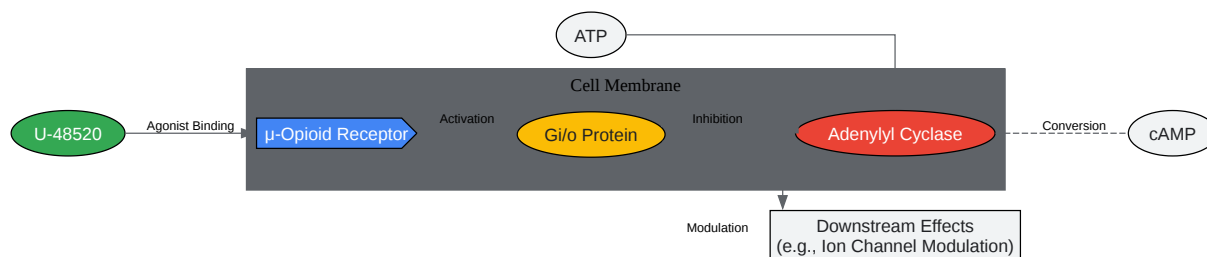 ATP
Cell Membrane
U-48520
Agonist Binding
μ-Opioid Receptor
Activation
Gi/o Protein
Inhibition
Adenylyl Cyclase
Conversion
cAMP
Modulation
Downstream Effects
(e.g., Ion Channel Modulation)